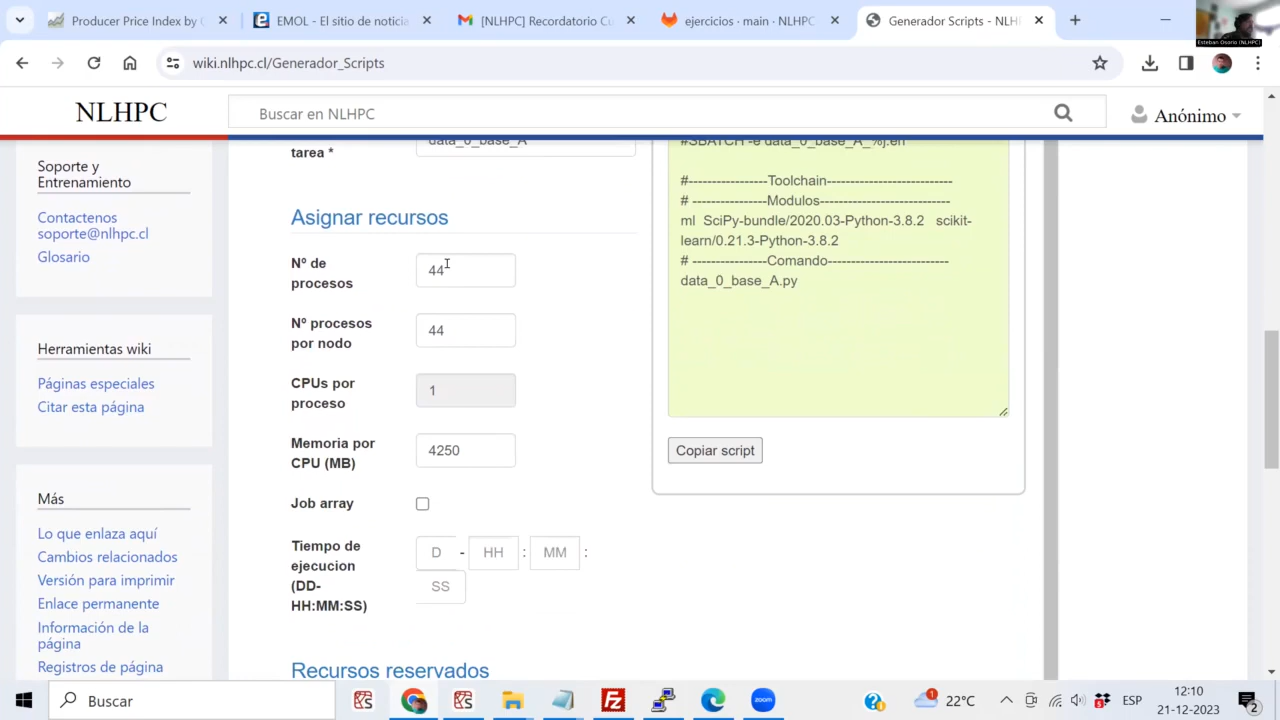 Producer Price Index by C
EMOL - El sitio de noticia
[NLHPC] Recordatorio Cu
ejercicios · main · NLHPC
Generador Scripts - NLH
Esteban Osorio (NLHPC)
wiki.nlhpc.cl/Generador_Scripts
NLHPC
Buscar en NLHPC
Anónimo
Soporte y
Entrenamiento
Contactenos
soporte@nlhpc.cl
Glosario
Herramientas wiki
Páginas especiales
Citar esta página
Más
Lo que enlaza aquí
Cambios relacionados
Versión para imprimir
Enlace permanente
Información de la
página
Registros de página
tarea *
data_0_base_A
Asignar recursos
Nº de
procesos
44
Nº procesos
por nodo
44
CPUs por
proceso
1
Memoria por
CPU (MB)
4250
Job array
Tiempo de
ejecucion
(DD-
HH:MM:SS)
D - HH : MM :
SS
Recursos reservados
#SBATCH -e data_0_base_A_%j.err
#-----------------Toolchain---------------------------
# ----------------Modulos----------------------------
ml SciPy-bundle/2020.03-Python-3.8.2 scikit-
learn/0.21.3-Python-3.8.2
# ----------------Comando--------------------------
data_0_base_A.py
Copiar script
Buscar
1
22°C
ESP
12:10
21-12-2023
2